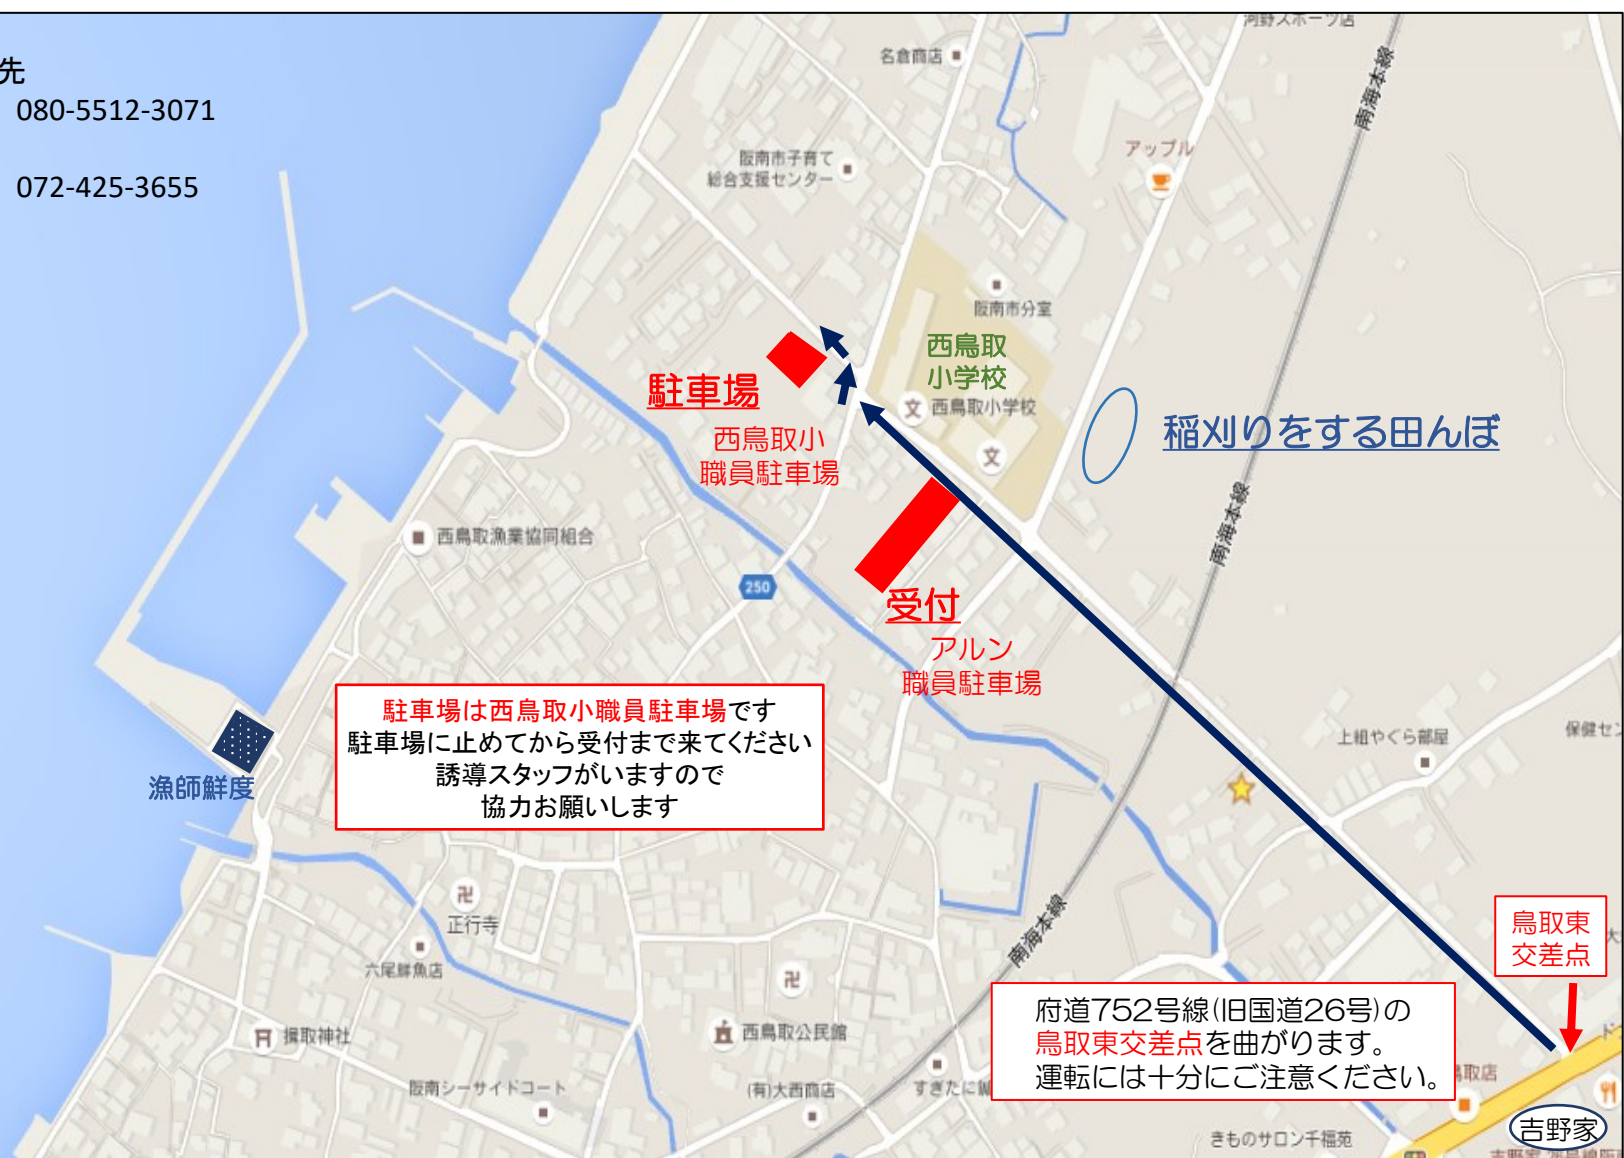 先
080-5512-3071
072-425-3655
河野スポーツ店
名倉商店
南海本線
アップル
阪南市子育て
総合支援センター
阪南市分室
西鳥取
小学校
西鳥取小学校
駐車場
西鳥取小
職員駐車場
稲刈りをする田んぼ
南海本線
西鳥取漁業協同組合
250
受付
アルン
職員駐車場
駐車場は西鳥取小職員駐車場です
駐車場に止めてから受付まで来てください
誘導スタッフがいますので
協力お願いします
漁師鮮度
上組やぐら部屋
保健セン
正行寺
六尾鮮魚店
南海本線
鳥取東
交差点
府道752号線(旧国道26号)の
鳥取東交差点を曲がります。
運転には十分にご注意ください。
揖取神社
西鳥取公民館
阪南シーサイドコート
(有)大西商店
すぎたに
鳥取店
吉野家
きものサロン千福苑